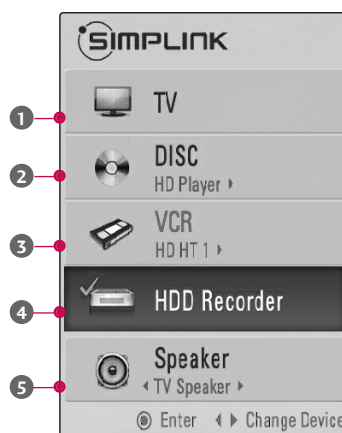 SIMPLINK
1 TV
2 DISC
HD Player ▸
3 VCR
HD HT 1 ▸
4 HDD Recorder
5 Speaker
◂ TV Speaker ▸
◉ Enter ◂ ▸ Change Device